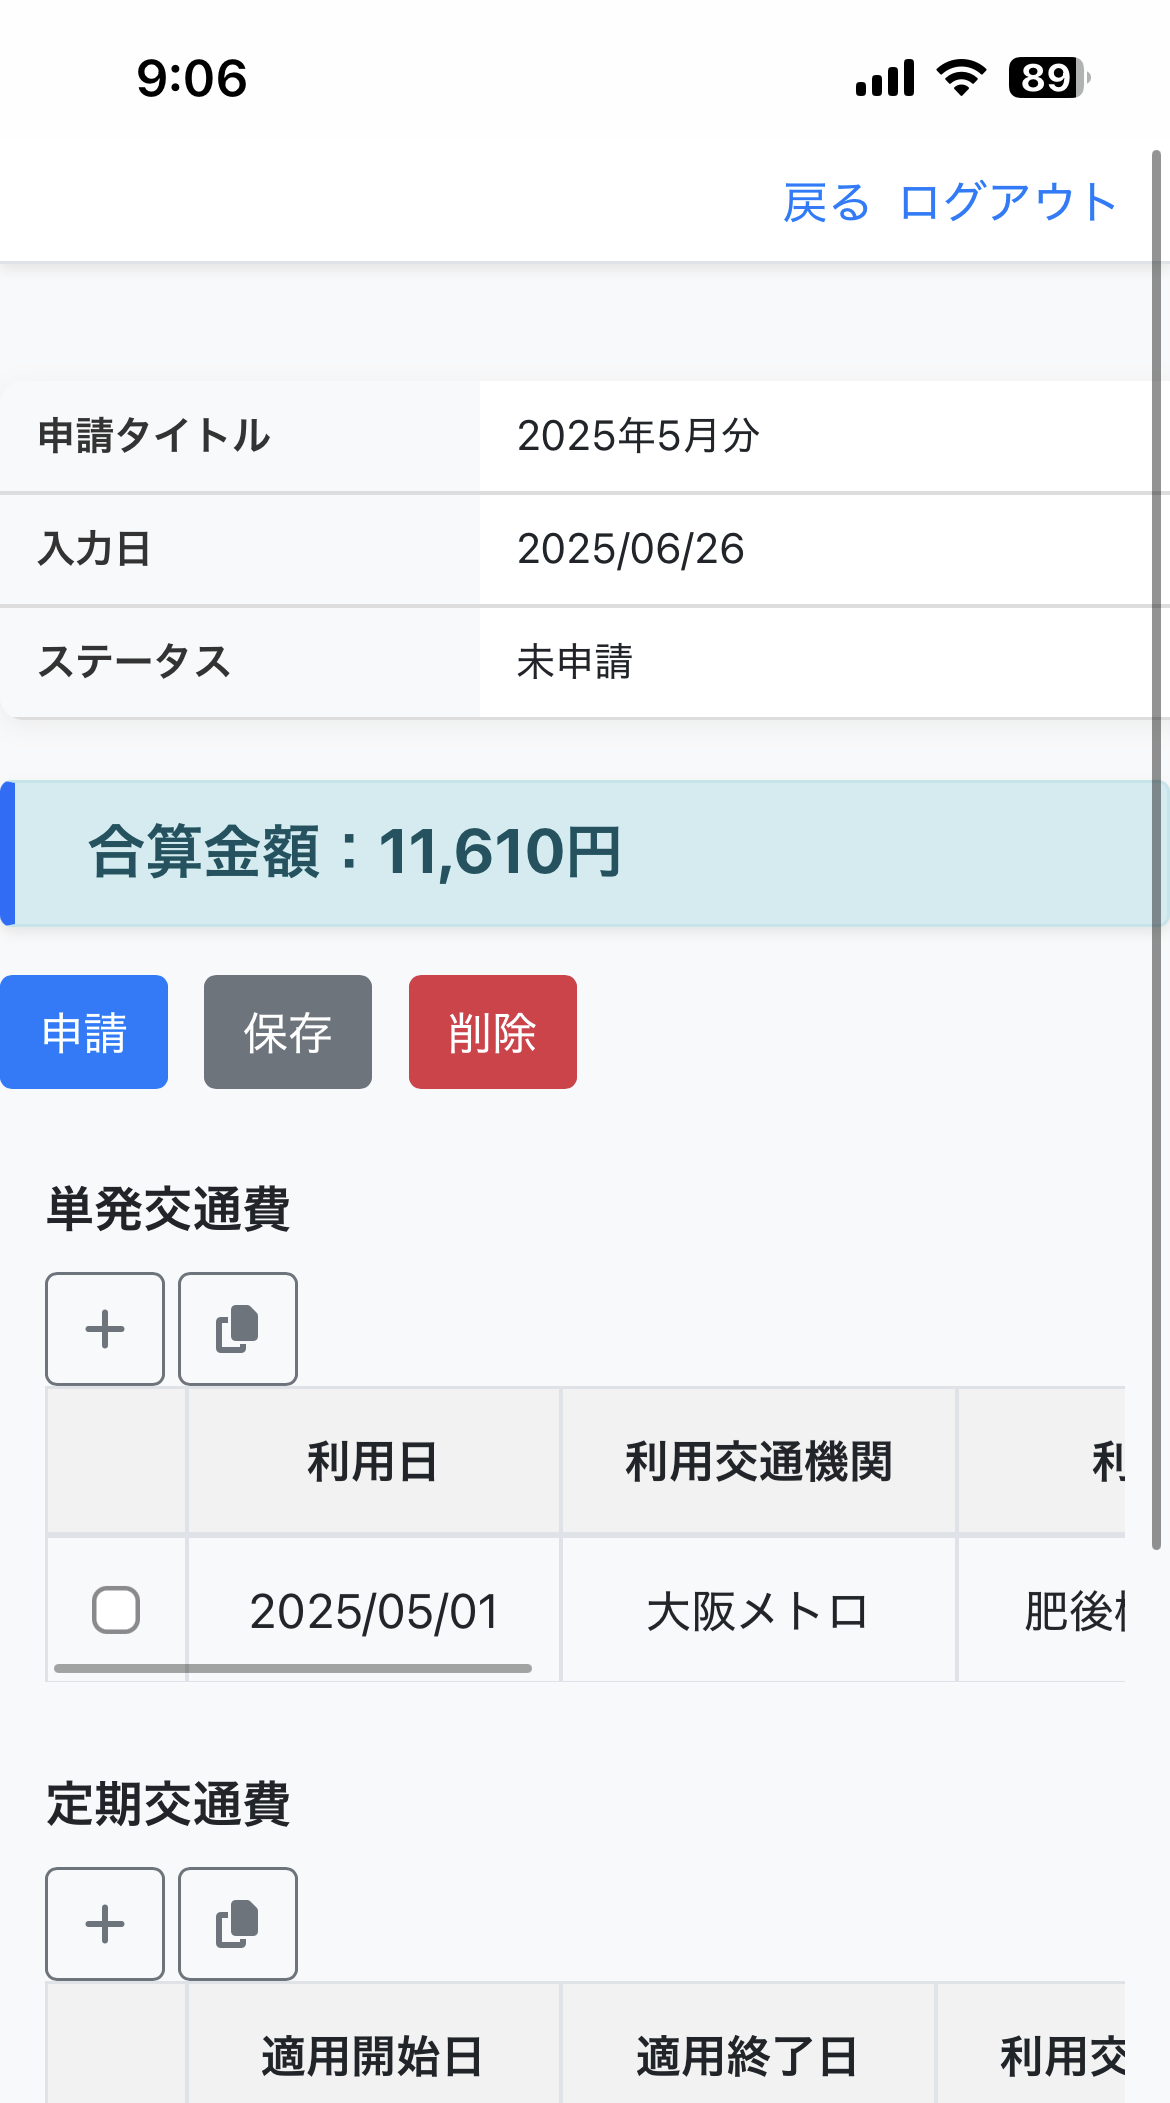 9:06
89
戻る ログアウト
申請タイトル 2025年5月分
入力日 2025/06/26
ステータス 未申請
合算金額：11,610円
申請 保存 削除
単発交通費
利用日 利用交通機関 利
2025/05/01 大阪メトロ 肥後
定期交通費
適用開始日 適用終了日 利用交